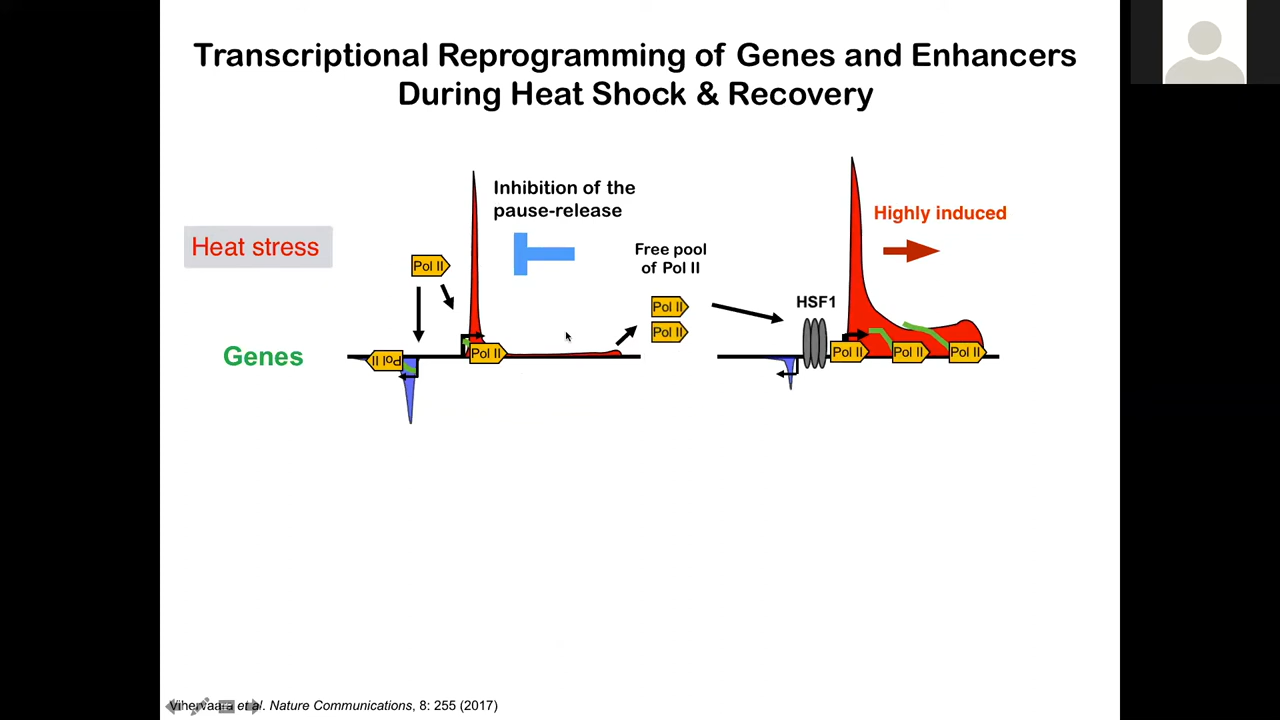 Transcriptional Reprogramming of Genes and Enhancers
During Heat Shock & Recovery
Heat stress
Inhibition of the
pause-release
Pol II
Free pool
of Pol II
Pol II
Pol II
Highly induced
HSF1
Genes
Pol II
Pol II
Pol II
Pol II
Pol II
Vihervaara et al. Nature Communications, 8: 255 (2017)